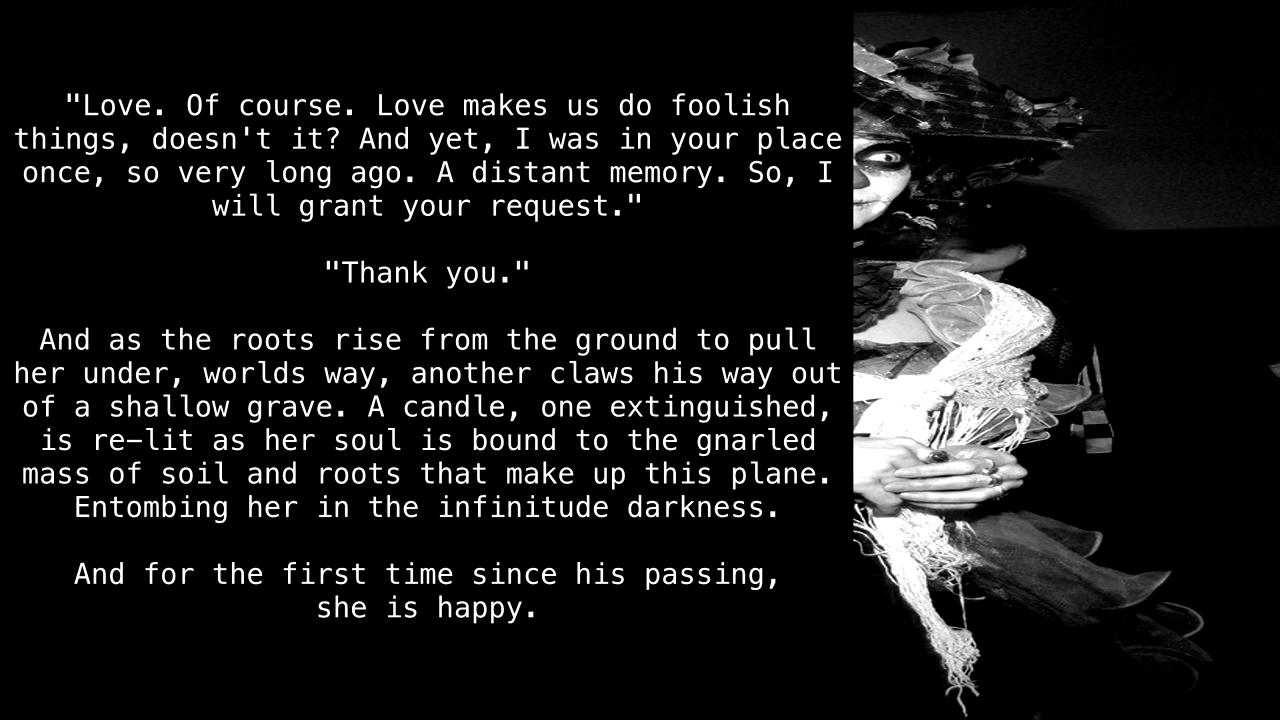 "Love. Of course. Love makes us do foolish
things, doesn't it? And yet, I was in your place
once, so very long ago. A distant memory. So, I
will grant your request."
"Thank you."
And as the roots rise from the ground to pull
her under, worlds way, another claws his way out
of a shallow grave. A candle, one extinguished,
is re-lit as her soul is bound to the gnarled
mass of soil and roots that make up this plane.
Entombing her in the infinitude darkness.
And for the first time since his passing,
she is happy.